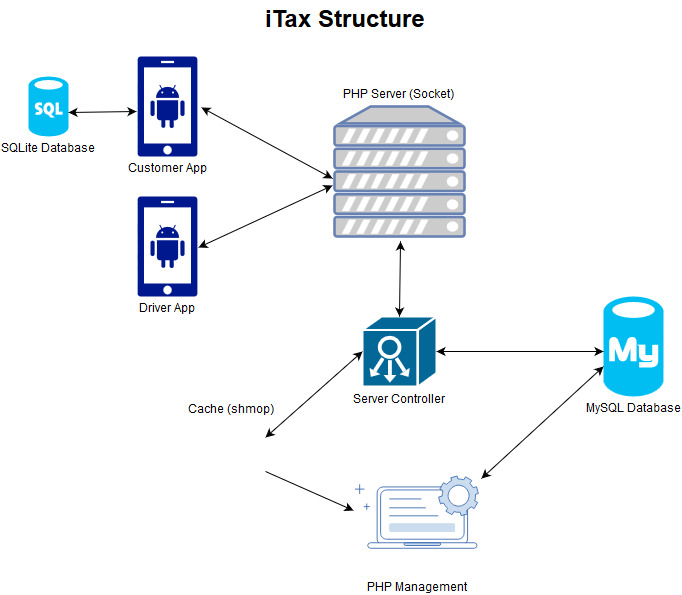 iTax Structure
PHP Server (Socket)
SQL
SQLite Database
Customer App
Driver App
My
Server Controller
Cache (shmop)
MySQL Database
PHP Management